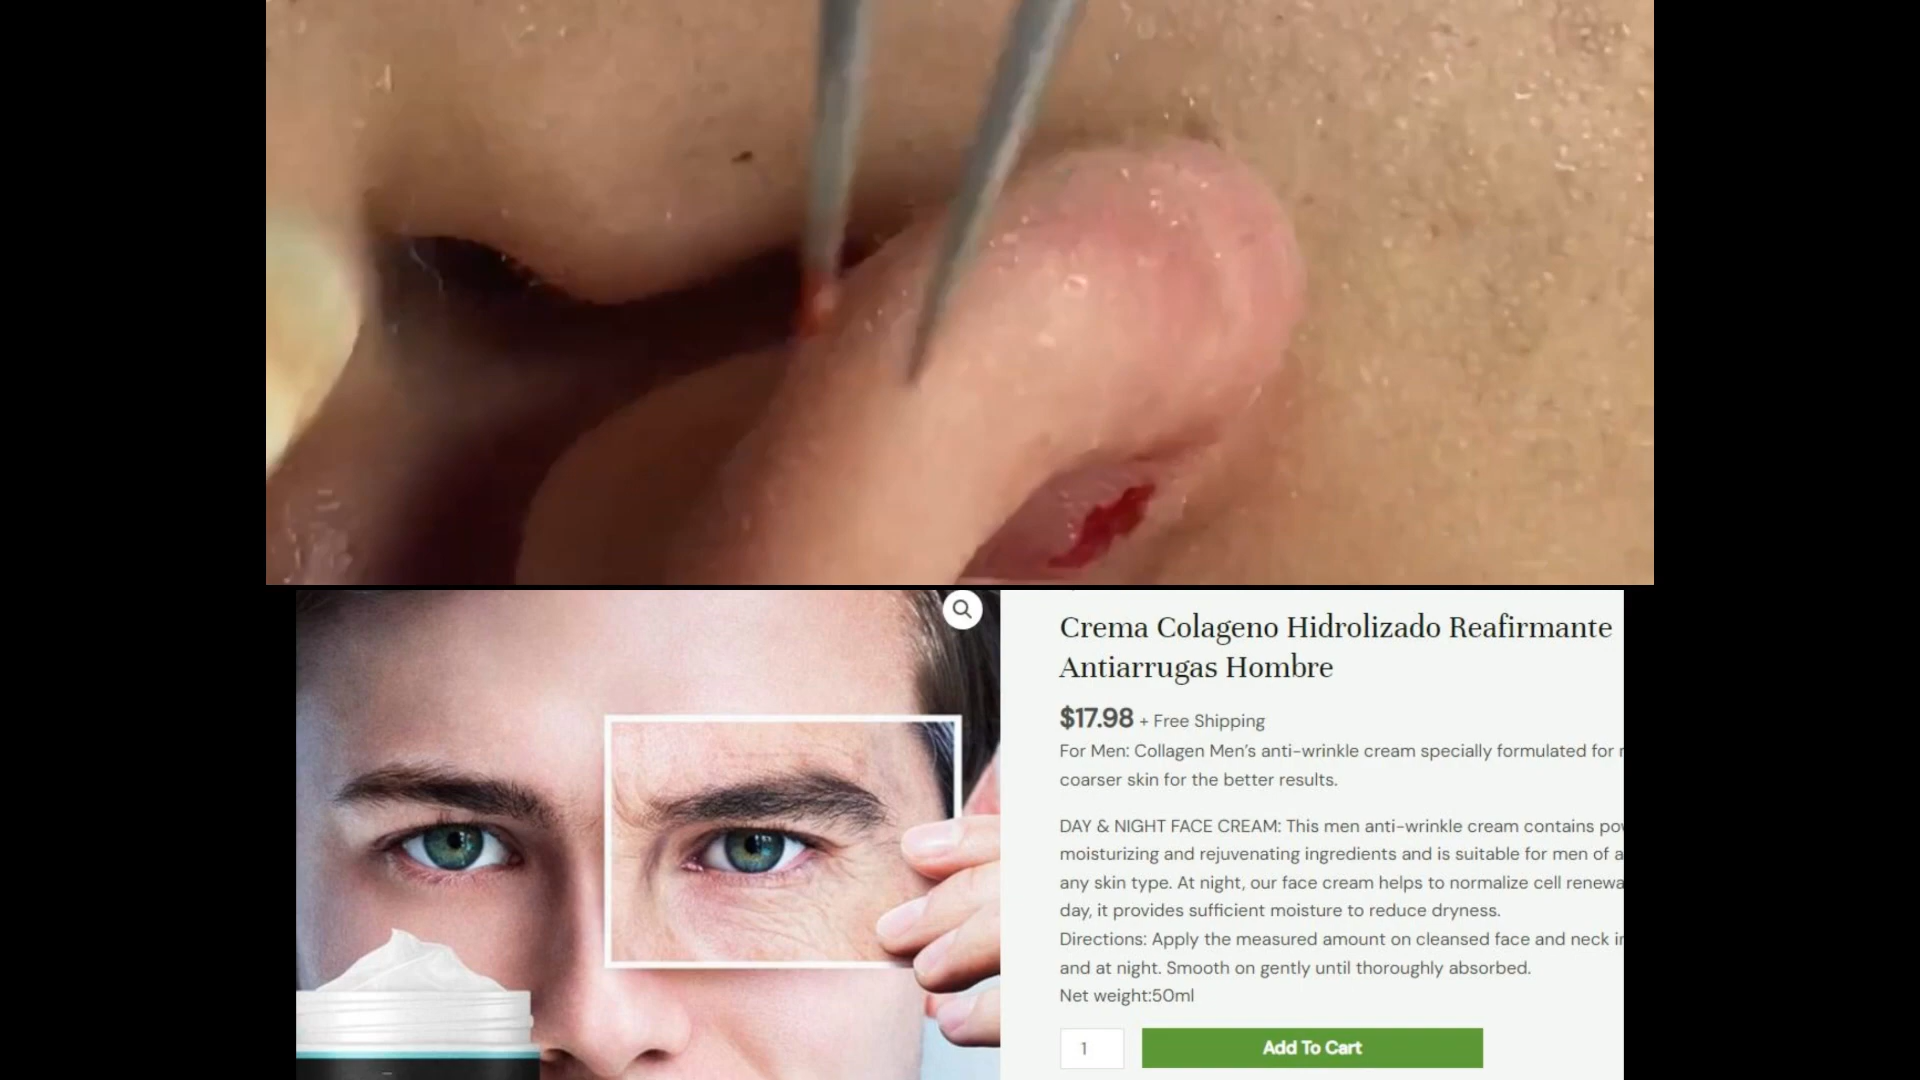 Crema Colageno Hidrolizado Reafirmante
Antiarrugas Hombre
$17.98 + Free Shipping
For Men: Collagen Men's anti-wrinkle cream specially formulated for
coarser skin for the better results.
DAY & NIGHT FACE CREAM: This men anti-wrinkle cream contains
moisturizing and rejuvenating ingredients and is suitable for men of
any skin type. At night, our face cream helps to normalize cell
day, it provides sufficient moisture to reduce dryness.
Directions: Apply the measured amount on cleansed face and neck
and at night. Smooth on gently until thoroughly absorbed.
Net weight:50ml
1
Add To Cart